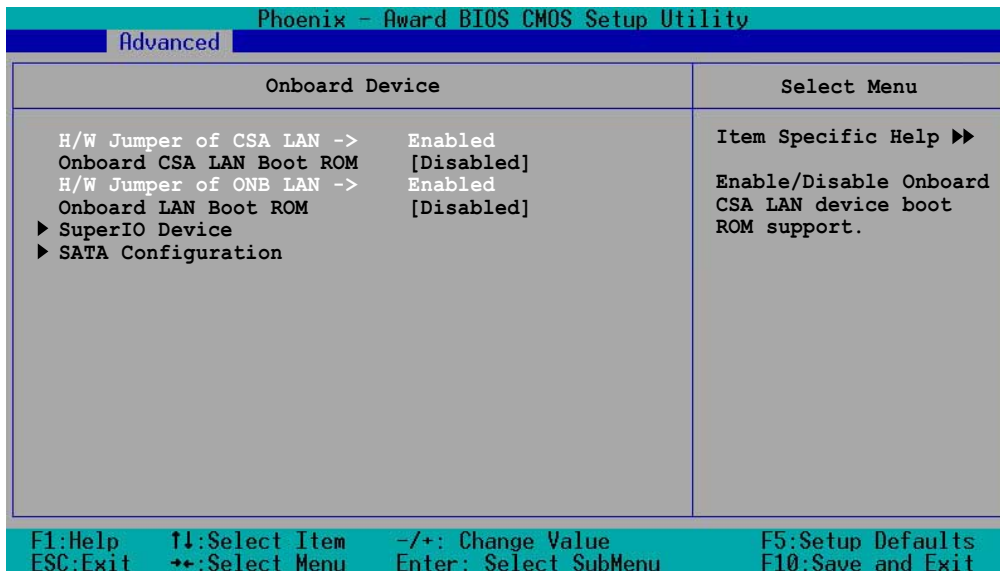 Phoenix - Award BIOS CMOS Setup Utility
Advanced
Onboard Device
Select Menu
H/W Jumper of CSA LAN -> Enabled
Onboard CSA LAN Boot ROM [Disabled]
H/W Jumper of ONB LAN -> Enabled
Onboard LAN Boot ROM [Disabled]
▶ SuperIO Device
▶ SATA Configuration
Item Specific Help ▶▶
Enable/Disable Onboard
CSA LAN device boot
ROM support.
F1:Help ↑↓:Select Item -/+: Change Value F5:Setup Defaults
ESC:Exit →←:Select Menu Enter: Select SubMenu F10:Save and Exit